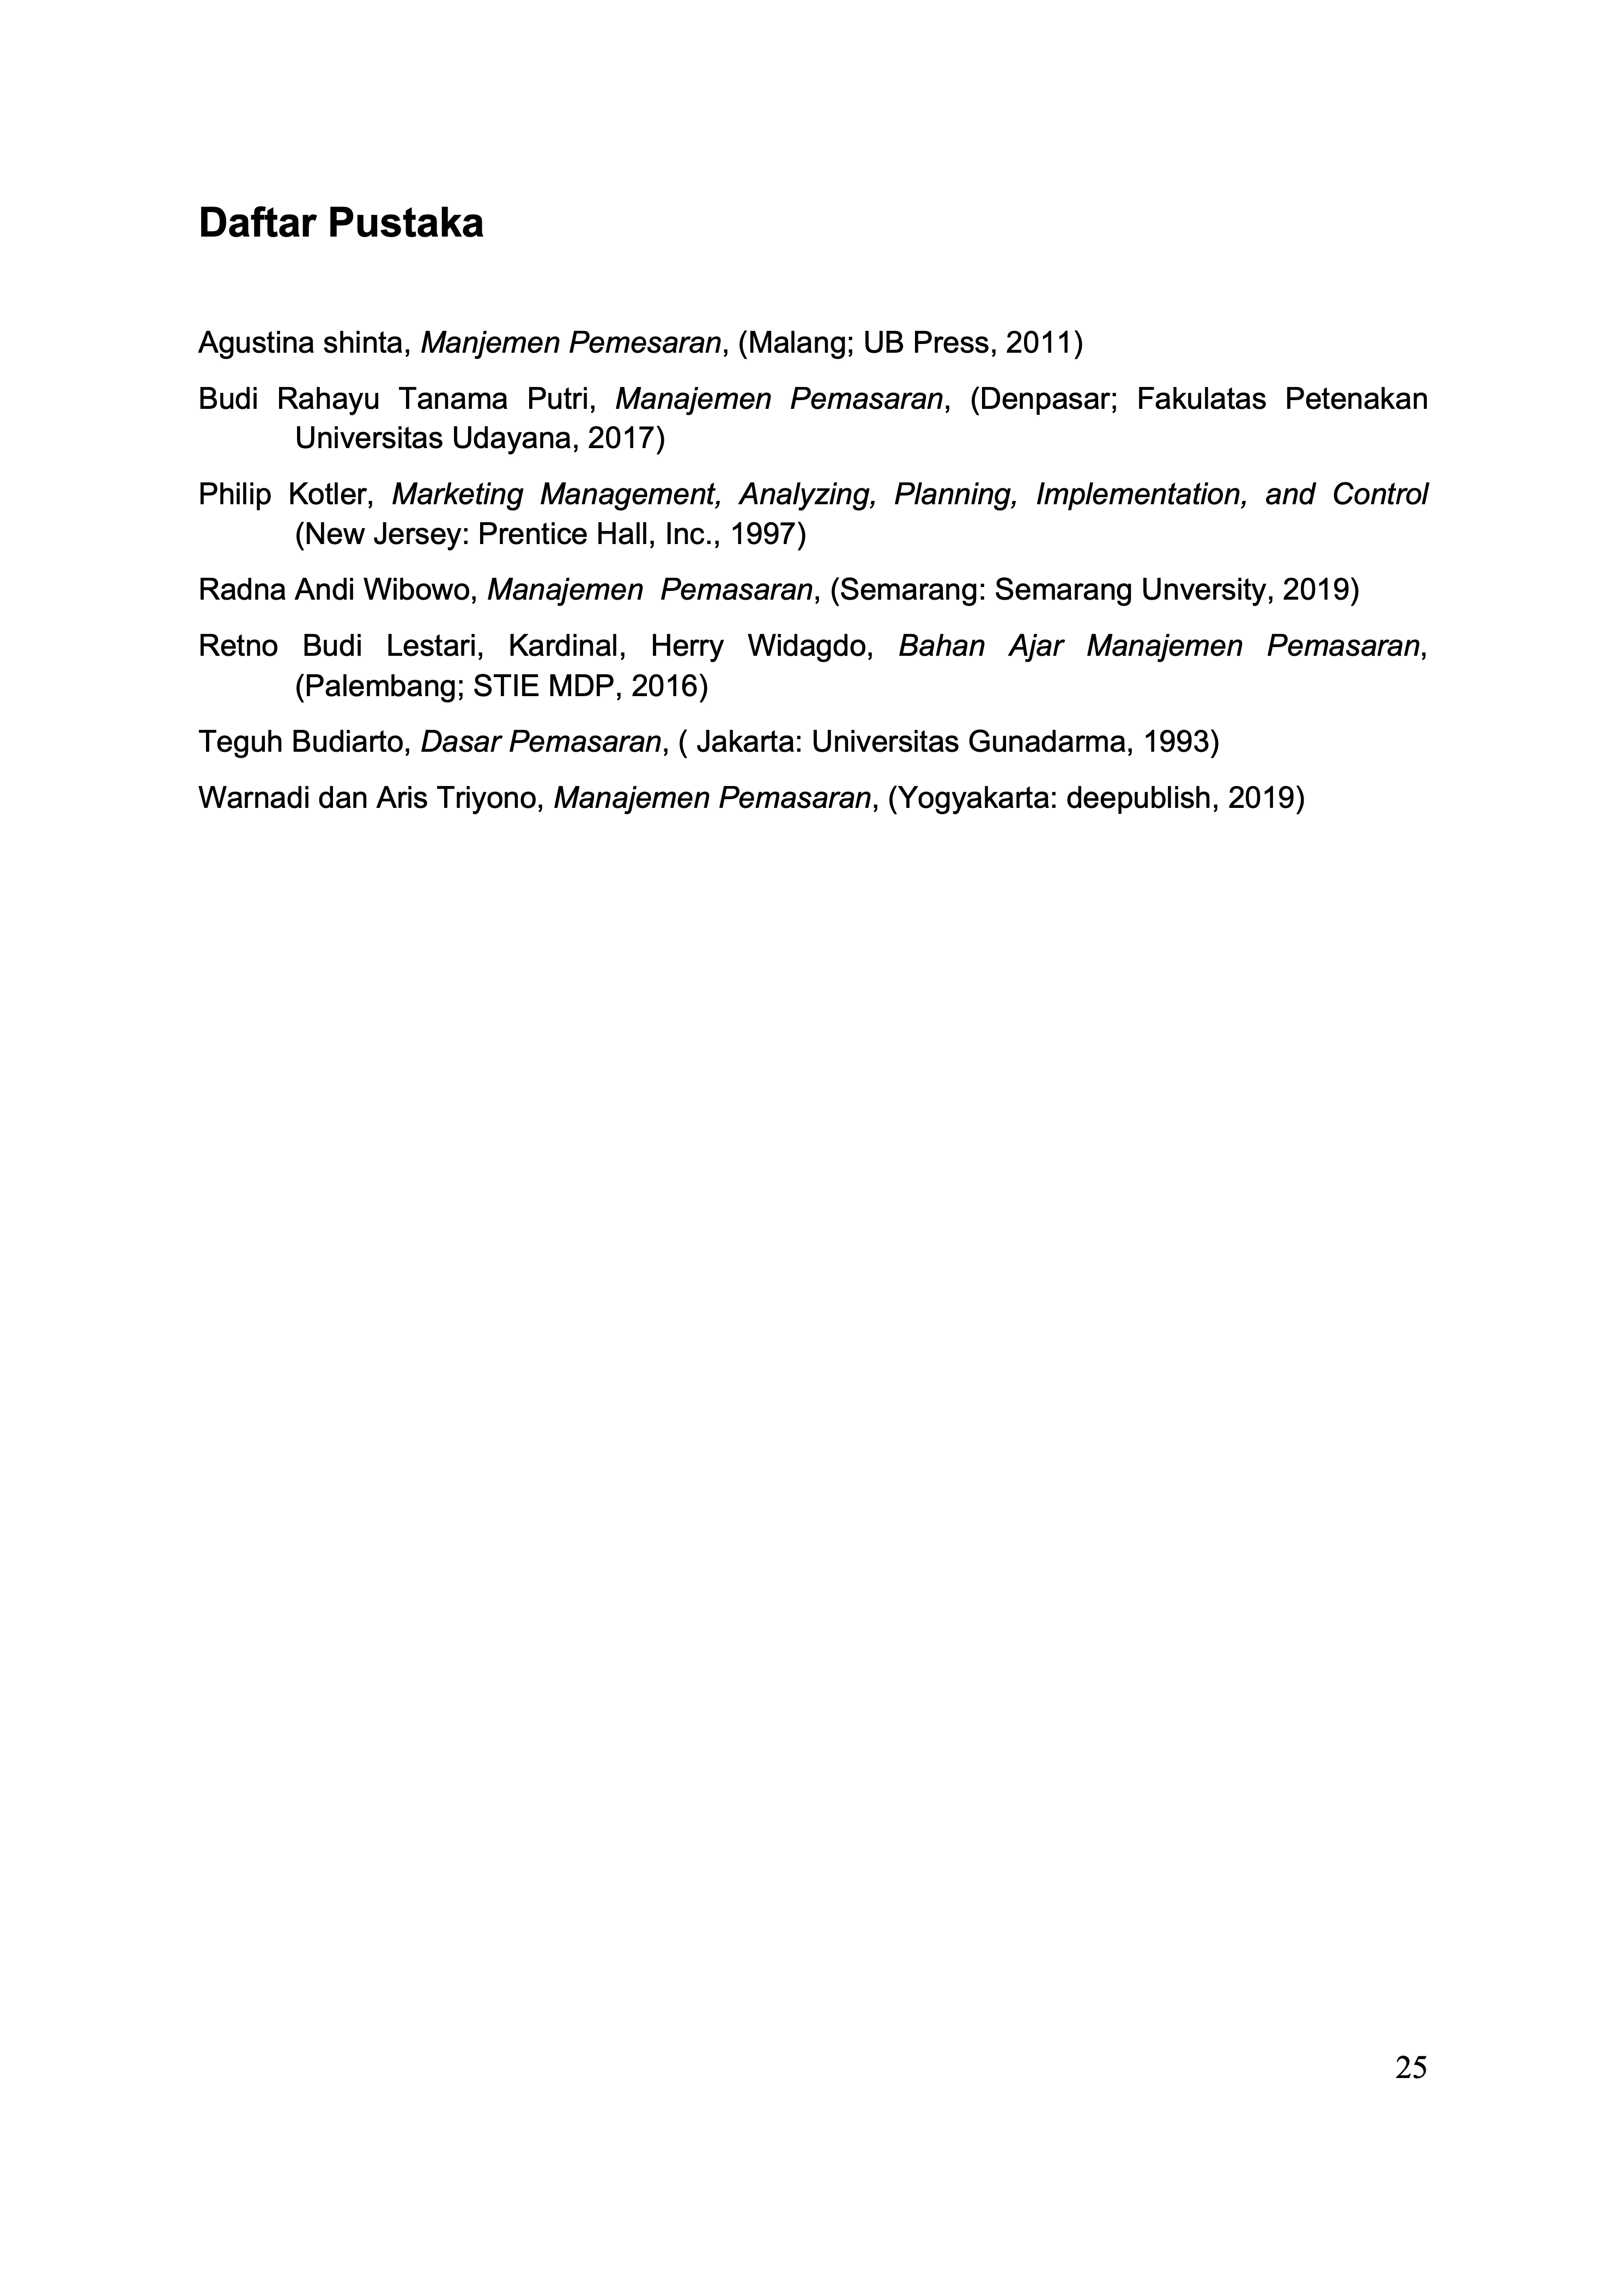 Daftar Pustaka
Agustina shinta, Manjemen Pemesaran, (Malang; UB Press, 2011)
Budi Rahayu Tanama Putri, Manajemen Pemasaran, (Denpasar; Fakulatas Petenakan
Universitas Udayana, 2017)
Philip Kotler, Marketing Management, Analyzing, Planning, Implementation, and Control
(New Jersey: Prentice Hall, Inc., 1997)
Radna Andi Wibowo, Manajemen  Pemasaran, (Semarang: Semarang Unversity, 2019)
Retno Budi Lestari, Kardinal, Herry Widagdo, Bahan Ajar Manajemen Pemasaran,
(Palembang; STIE MDP, 2016)
Teguh Budiarto, Dasar Pemasaran, ( Jakarta: Universitas Gunadarma, 1993)
Warnadi dan Aris Triyono, Manajemen Pemasaran, (Yogyakarta: deepublish, 2019)
25